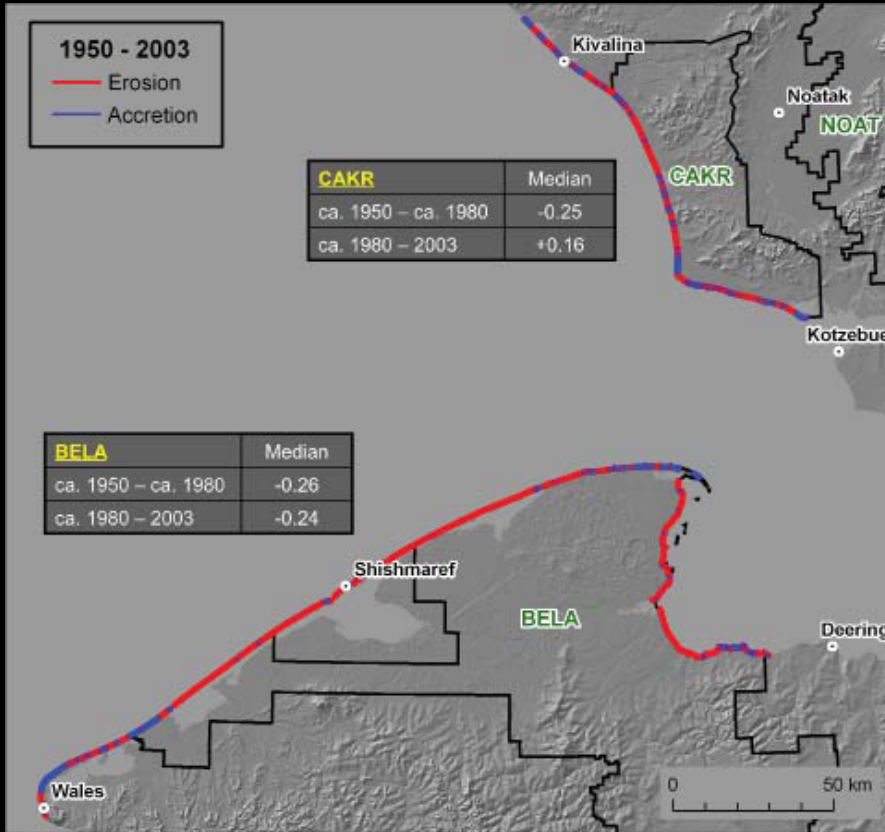 1950 - 2003
Erosion
Accretion
Kivalina
Noatak
NOAT
CAKR
CAKR Median
ca. 1950 – ca. 1980 -0.25
ca. 1980 – 2003 +0.16
Kotzebue
BELA Median
ca. 1950 – ca. 1980 -0.26
ca. 1980 – 2003 -0.24
Shishmaref
BELA
Deering
Wales
0 50 km